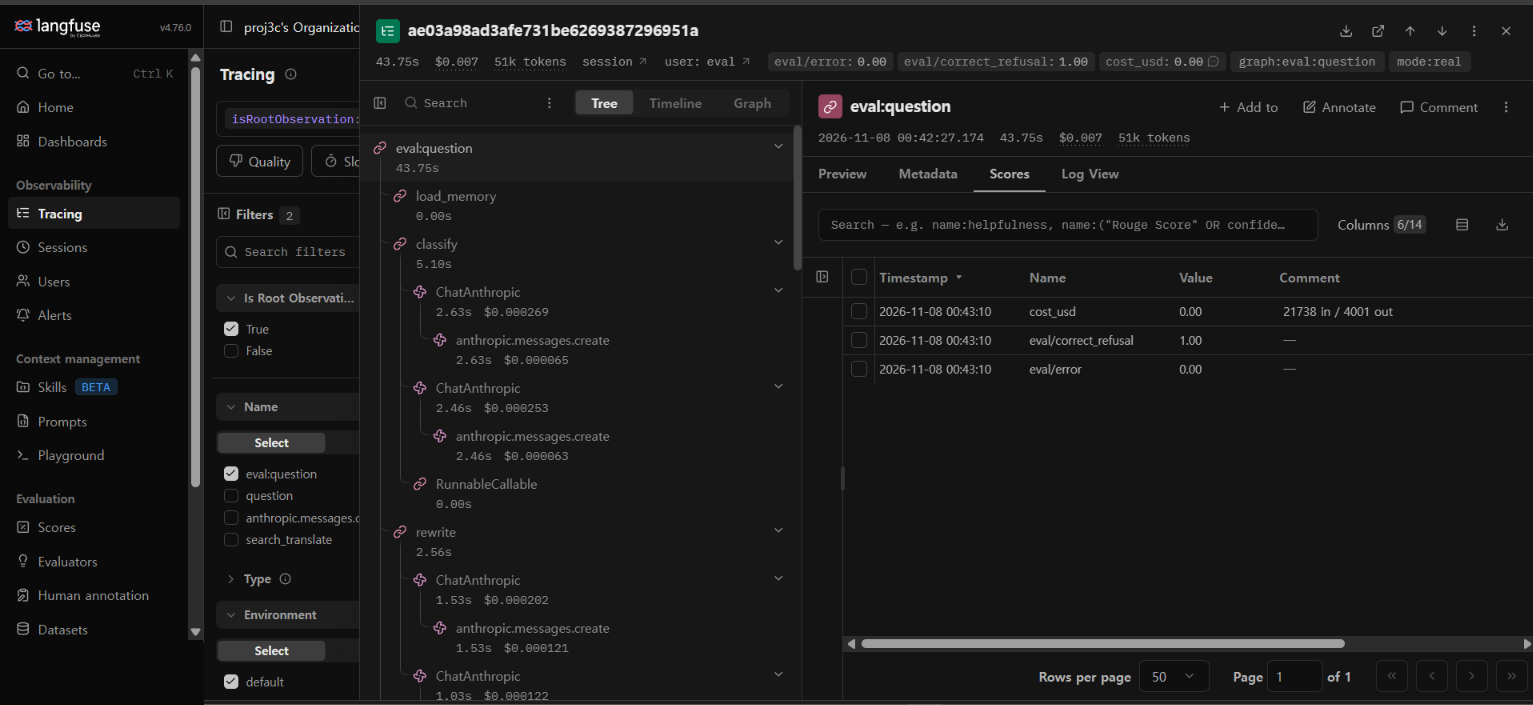 langfuse
v4.76.0
Go to...
Ctrl K
Home
Dashboards
Observability
Tracing
Sessions
Users
Alerts
Context management
Skills BETA
Prompts
Playground
Evaluation
Scores
Evaluators
Human annotation
Datasets
proj3c's Organizatic
Tracing
isRootObservation:
Quality
Slo
Filters 2
Search filters
Is Root Observati...
True
False
Name
Select
eval:question
question
anthropic.messages.c
search_translate
Type
Environment
Select
default
ae03a98ad3afe731be6269387296951a
43.75s $0.007 51k tokens session user: eval eval/error: 0.00 eval/correct_refusal: 1.00 cost_usd: 0.00 graph:eval:question mode:real
Search
Tree Timeline Graph
eval:question
43.75s
load_memory
0.00s
classify
5.10s
ChatAnthropic
2.63s $0.000269
anthropic.messages.create
2.63s $0.000065
ChatAnthropic
2.46s $0.000253
anthropic.messages.create
2.46s $0.000063
RunnableCallable
0.00s
rewrite
2.56s
ChatAnthropic
1.53s $0.000202
anthropic.messages.create
1.53s $0.000121
ChatAnthropic
1.03s $0.000122
eval:question
+ Add to Annotate Comment
2026-11-08 00:42:27.174 43.75s $0.007 51k tokens
Preview Metadata Scores Log View
Search — e.g. name:helpfulness, name:("Rouge Score" OR confide…
Columns 6/14
Timestamp Name Value Comment
2026-11-08 00:43:10 cost_usd 0.00 21738 in / 4001 out
2026-11-08 00:43:10 eval/correct_refusal 1.00 —
2026-11-08 00:43:10 eval/error 0.00 —
Rows per page 50 Page 1 of 1